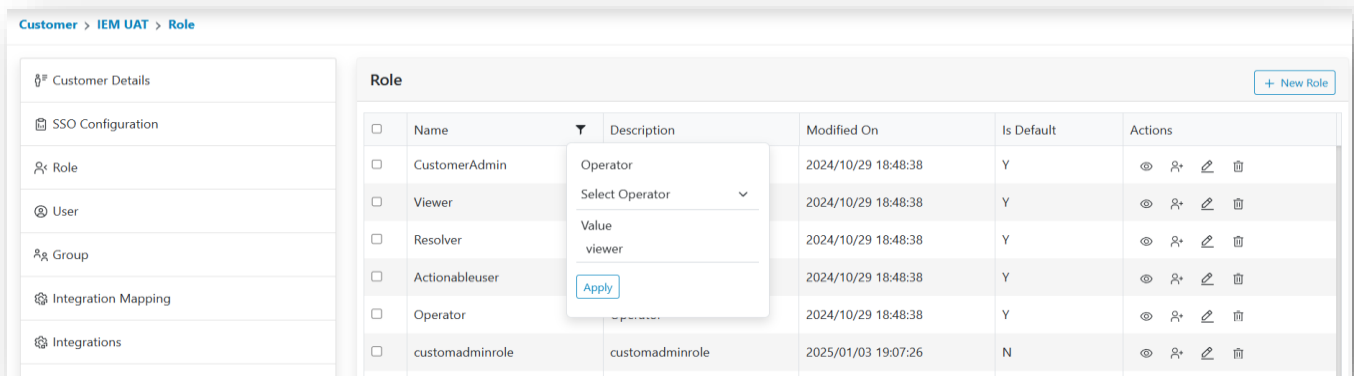 Customer > IEM UAT > Role
Customer Details
SSO Configuration
Role
User
Group
Integration Mapping
Integrations
Role
+ New Role
Name Description Modified On Is Default Actions
CustomerAdmin 2024/10/29 18:48:38 Y
Viewer 2024/10/29 18:48:38 Y
Resolver 2024/10/29 18:48:38 Y
Actionableuser 2024/10/29 18:48:38 Y
Operator Operator 2024/10/29 18:48:38 Y
customadminrole customadminrole 2025/01/03 19:07:26 N
Operator
Select Operator
Value
viewer
Apply